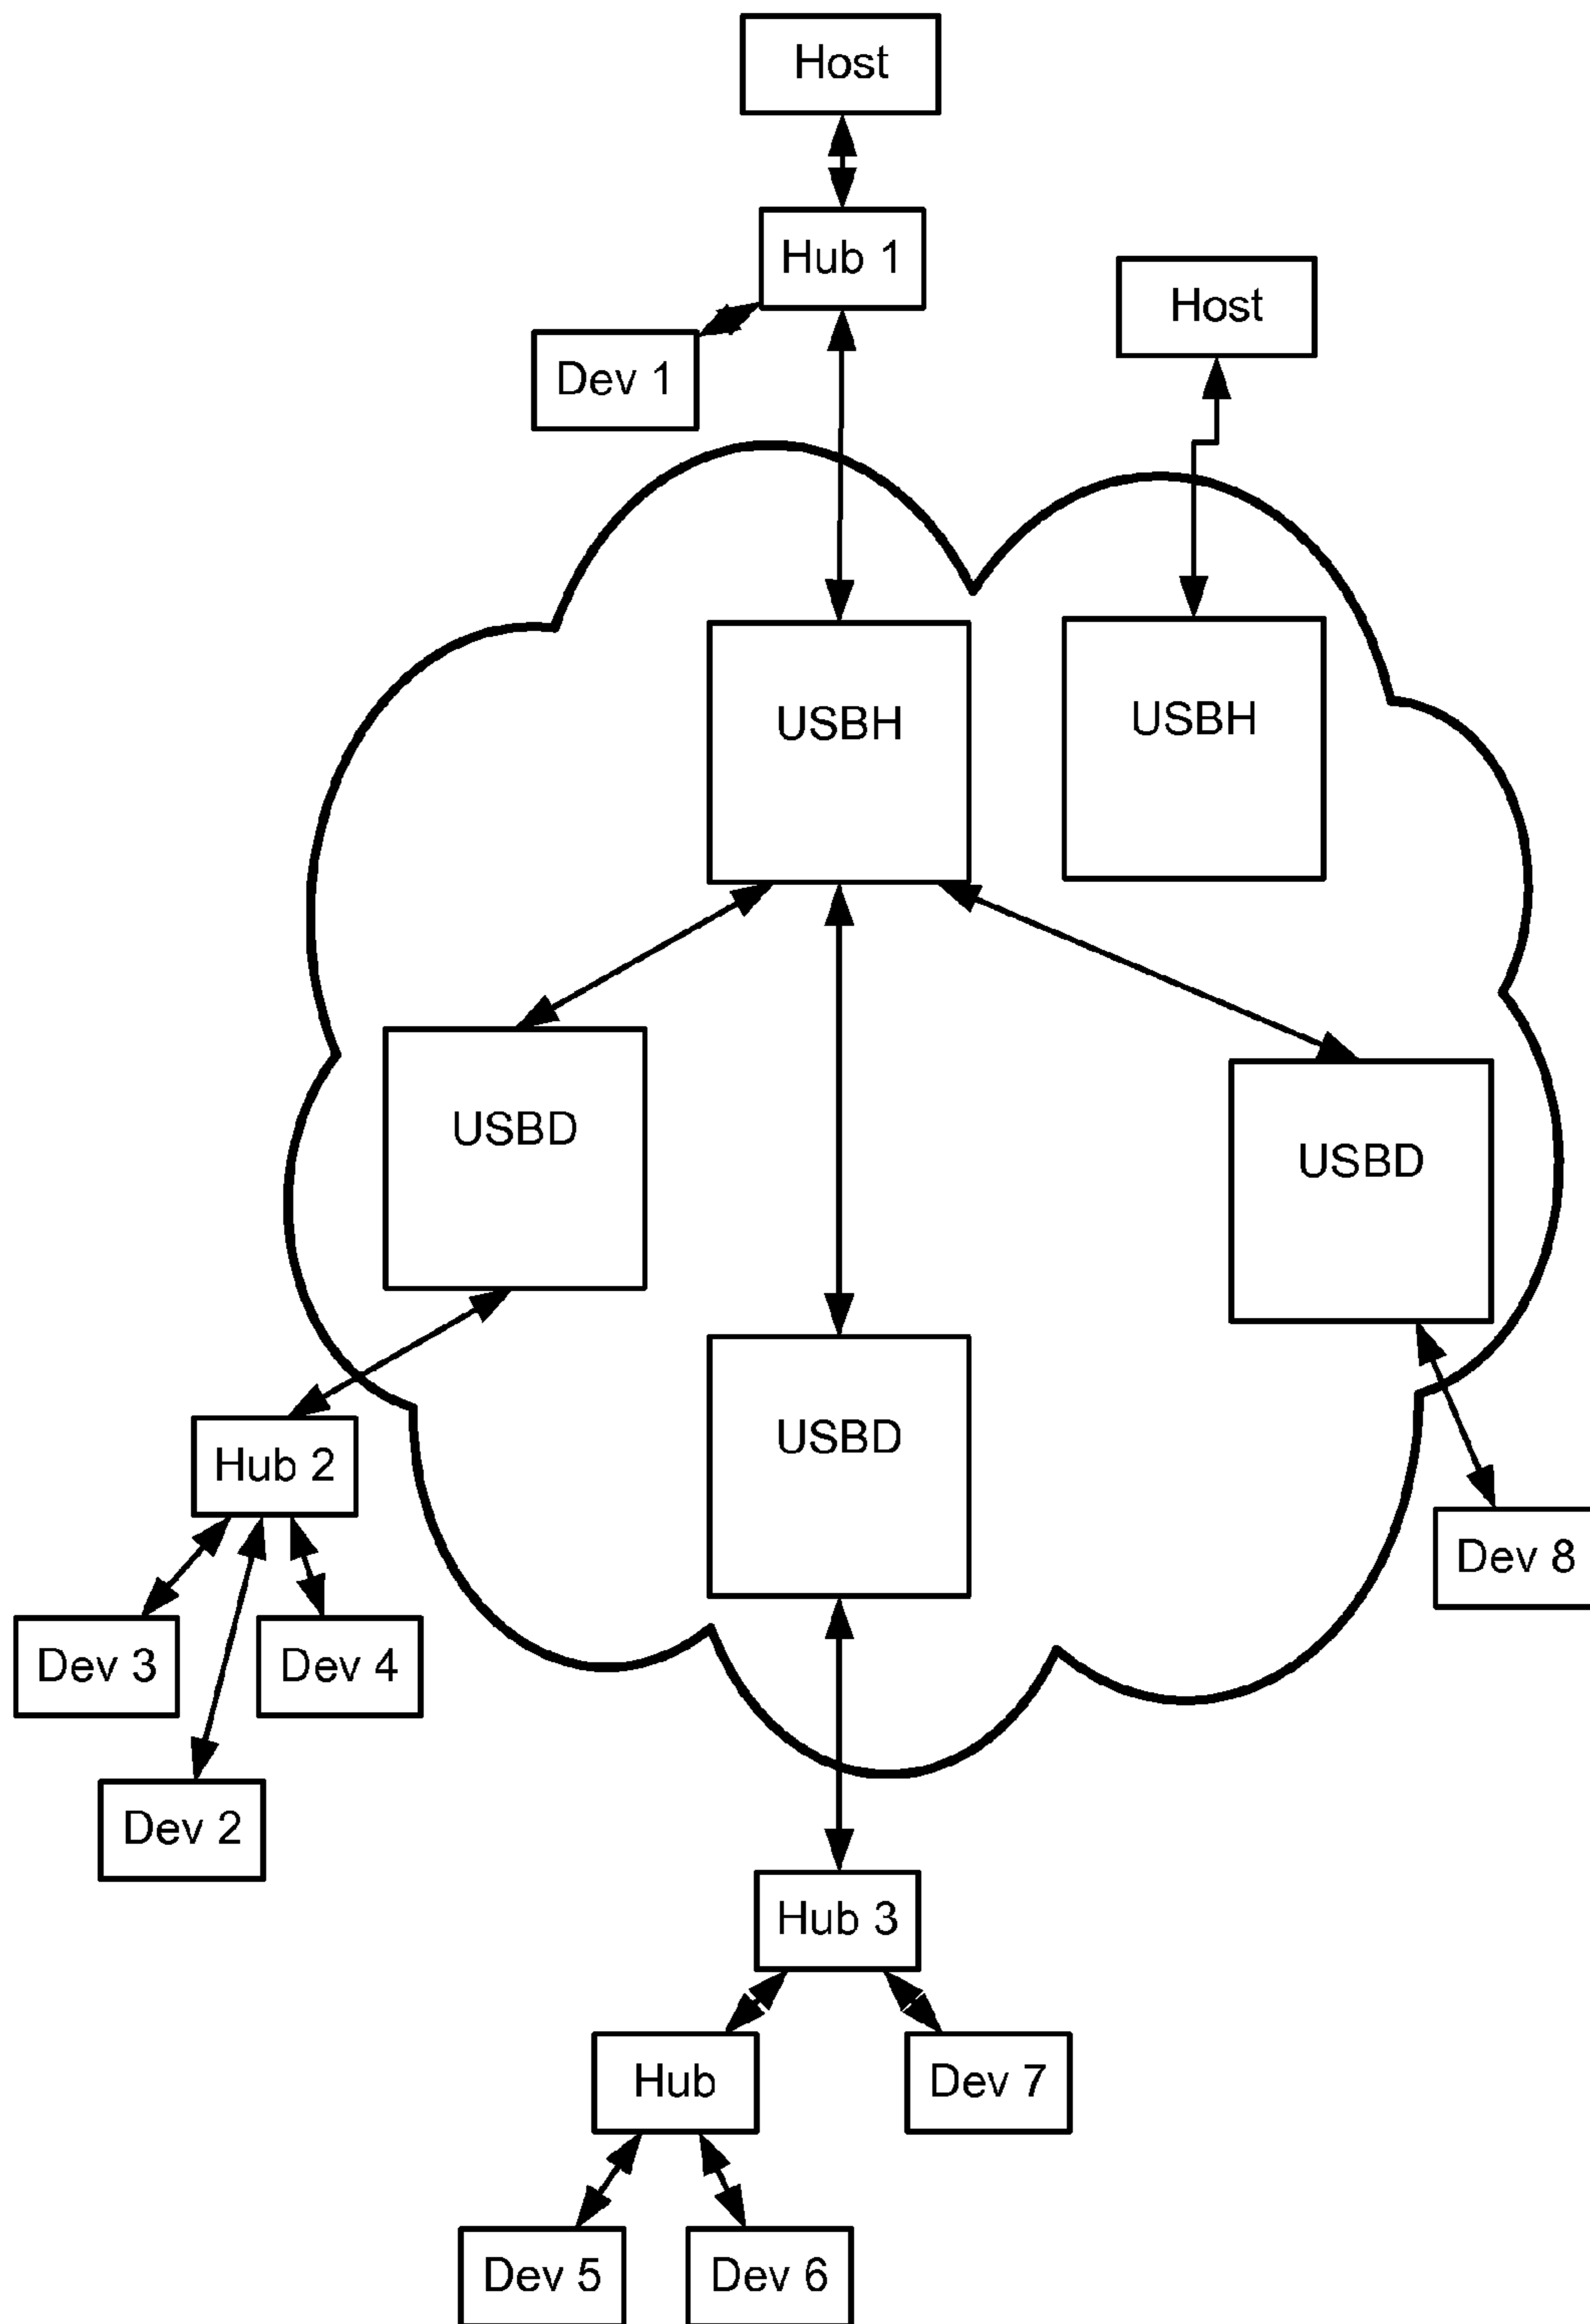 Host
Hub 1
Host
Dev 1
USBH
USBH
USBD
USBD
USBD
Hub 2
Dev 8
Dev 3
Dev 4
Dev 2
Hub 3
Hub
Dev 7
Dev 5
Dev 6